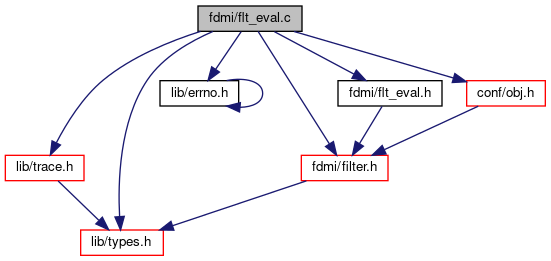 fdmi/flt_eval.c
lib/errno.h
fdmi/flt_eval.h
conf/obj.h
lib/trace.h
fdmi/filter.h
lib/types.h